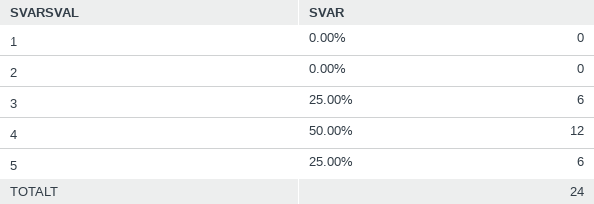 SVARSVAL SVAR
1 0.00% 0
2 0.00% 0
3 25.00% 6
4 50.00% 12
5 25.00% 6
TOTALT 24